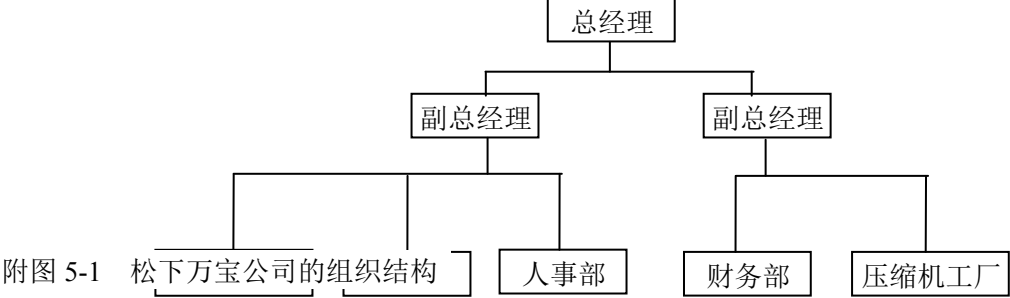 总经理
副总经理
副总经理
附图 5-1 松下万宝公司的组织结构
人事部
财务部
压缩机工厂